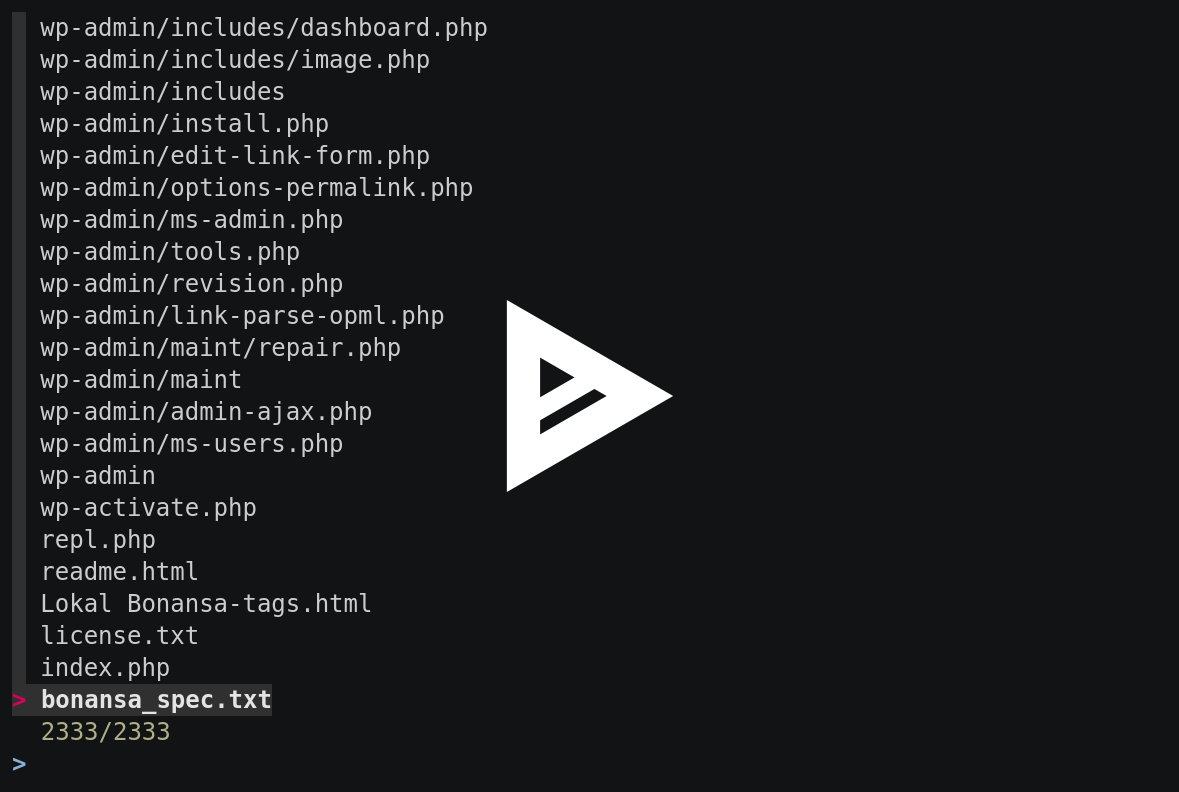 wp-admin/includes/dashboard.php
wp-admin/includes/image.php
wp-admin/includes
wp-admin/install.php
wp-admin/edit-link-form.php
wp-admin/options-permalink.php
wp-admin/ms-admin.php
wp-admin/tools.php
wp-admin/revision.php
wp-admin/link-parse-opml.php
wp-admin/maint/repair.php
wp-admin/maint
wp-admin/admin-ajax.php
wp-admin/ms-users.php
wp-admin
wp-activate.php
repl.php
readme.html
Lokal Bonansa-tags.html
license.txt
index.php
> bonansa_spec.txt
2333/2333
>